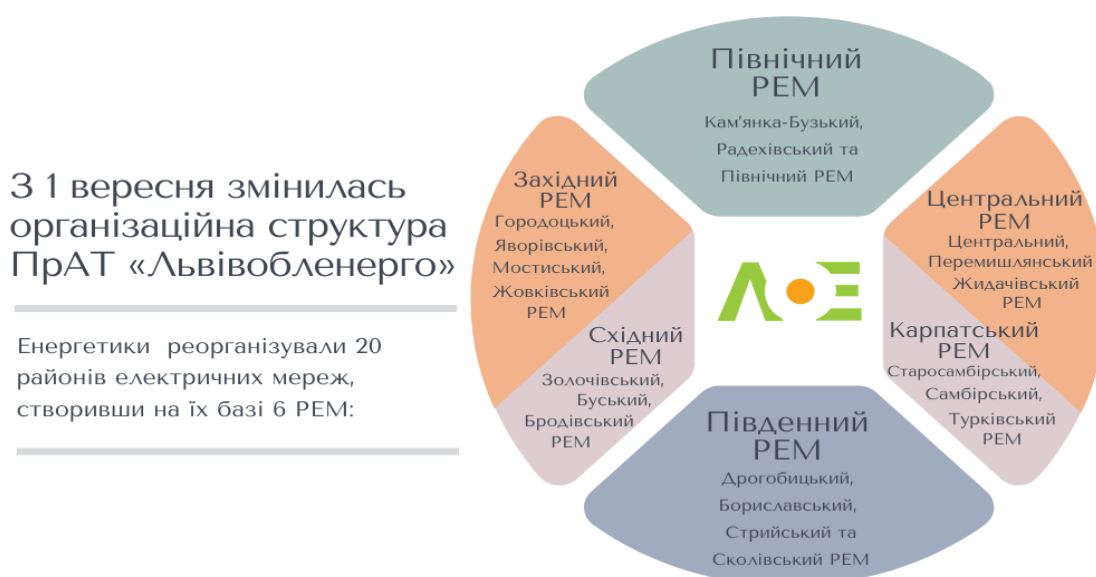 З 1 вересня змінилась
організаційна структура
ПрАТ «Львівобленерго»
Енергетики реорганізували 20
районів електричних мереж,
створивши на їх базі 6 РЕМ:
Північний
РЕМ
Кам'янка-Бузький,
Радехівський та
Північний РЕМ
Західний
РЕМ
Городоцький,
Яворівський,
Мостиський,
Жовківський
РЕМ
Центральний
РЕМ
Центральний,
Перемишлянський
Жидачівський
РЕМ
ЛОЕ
Східний
РЕМ
Золочівський,
Буський,
Бродівський
РЕМ
Карпатський
РЕМ
Старосамбірський,
Самбірський,
Турківський
РЕМ
Південний
РЕМ
Дрогобицький,
Бориславський,
Стрийський та
Сколівський РЕМ